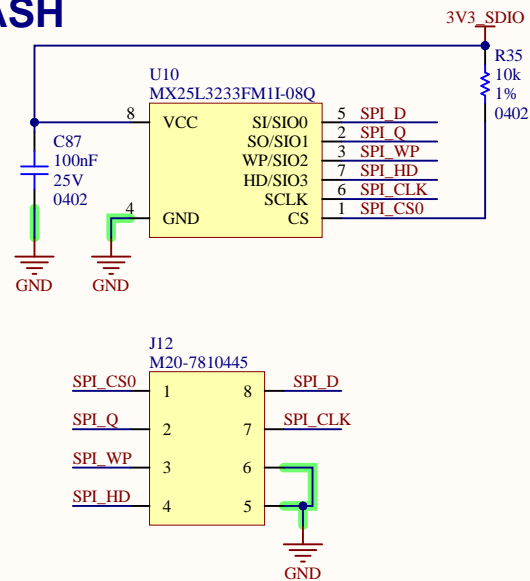 ASH
3V3_SDIO
R35
10k
1%
0402
U10
MX25L3233FM1I-08Q
8 VCC SI/SIO0 5 SPI_D
SO/SIO1 2 SPI_Q
WP/SIO2 3 SPI_WP
HD/SIO3 7 SPI_HD
SCLK 6 SPI_CLK
4 GND CS 1 SPI_CS0
C87
100nF
25V
0402
GND GND
J12
M20-7810445
SPI_CS0 1 8 SPI_D
SPI_Q 2 7 SPI_CLK
SPI_WP 3 6
SPI_HD 4 5
GND